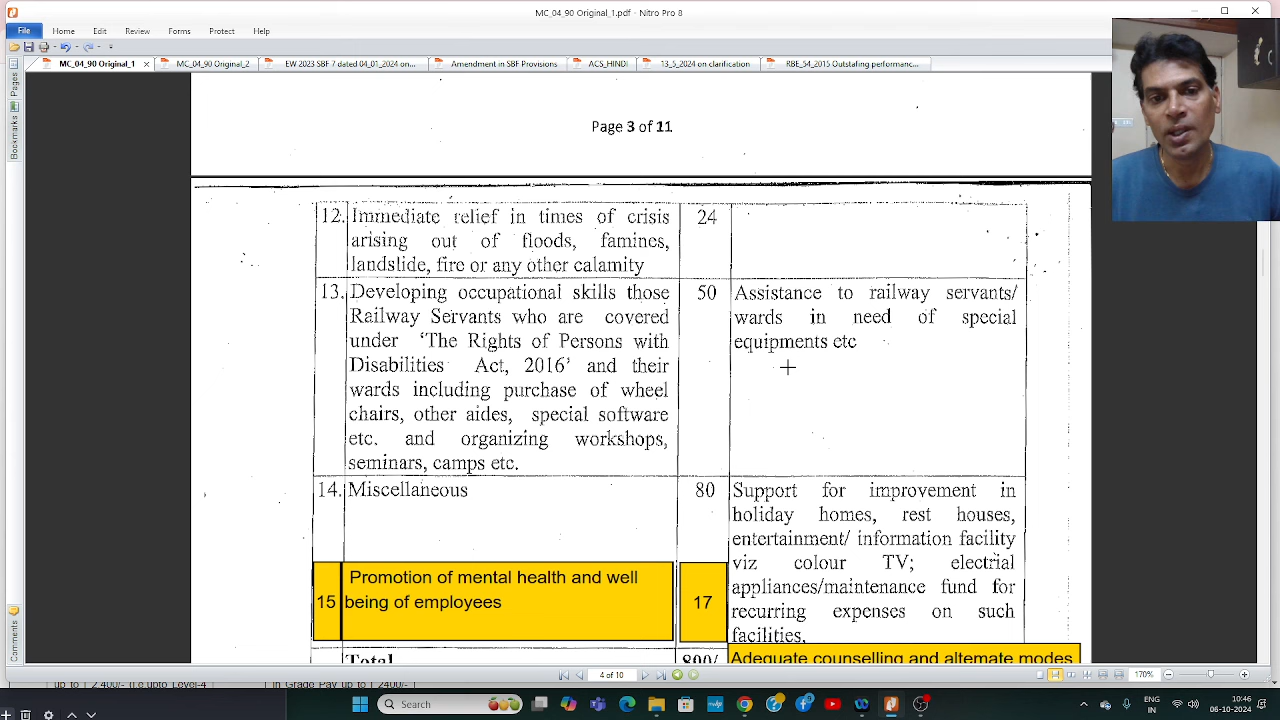 MC_04_90 Original_1.pdf - Nitro Pro 8
File Home Edit Review Forms Protect Help
MC_04_90 Original_1 MC_04_90 Original_2 EW 2023 SBF 7 dated 04_01_2024 on... Amendment in SBF Provisions ACS_HINDI 13_3_2024 on clarification RBE_54_2015 Outstaing performanc...
Pages
Bookmarks
Comments
Page 3 of 11
12. Immediate relief in times of crisis 24
arising out of floods, famines,
landslide, fire or any other calamity
13. Developing occupational skills those 50 Assistance to railway servants/
Railway Servants who are covered wards in need of special
under 'The Rights of Persons with equipments etc
Disabilities Act, 2016' and their
wards including purchase of wheel
chairs, other aides, special software
etc. and organizing workshops,
seminars, camps etc.
14. Miscellaneous 80 Support for improvement in
holiday homes, rest houses,
entertainment/ information facility
viz colour TV; electrial
appliances/maintenance fund for
recurring expenses on such
facilities,
15 Promotion of mental health and well 17
being of employees
Total 800/
Adequate counselling and alternate modes
4 of 10
170%
Search
ENG
IN
10:46
06-10-2024